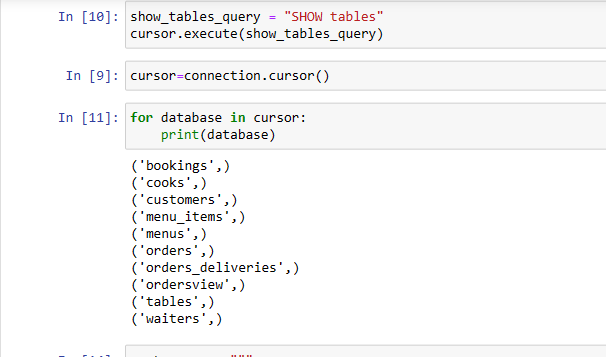 In [10]: show_tables_query = "SHOW tables"
cursor.execute(show_tables_query)
In [9]: cursor=connection.cursor()
In [11]: for database in cursor:
    print(database)
('bookings',)
('cooks',)
('customers',)
('menu_items',)
('menus',)
('orders',)
('orders_deliveries',)
('ordersview',)
('tables',)
('waiters',)